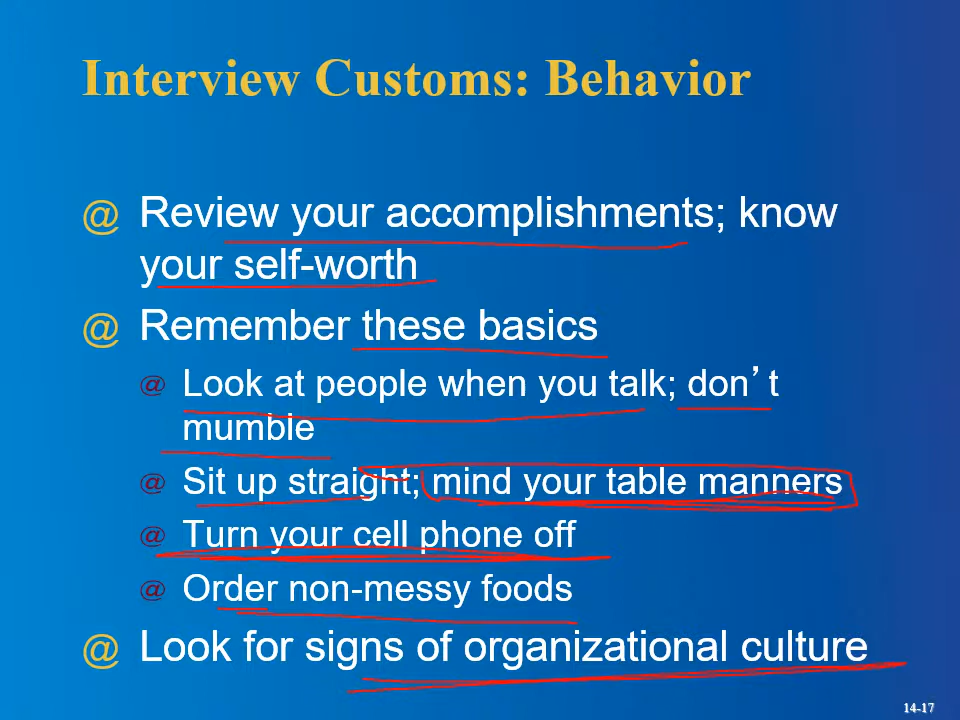 Interview Customs: Behavior
@ Review your accomplishments; know
your self-worth
@ Remember these basics
@ Look at people when you talk; don’t
mumble
@ Sit up straight; mind your table manners
@ Turn your cell phone off
@ Order non-messy foods
@ Look for signs of organizational culture
14-17